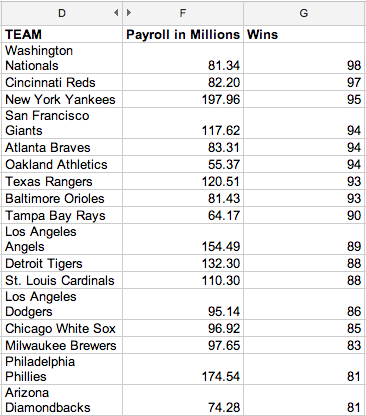 D F G
TEAM Payroll in Millions Wins
Washington
Nationals 81.34 98
Cincinnati Reds 82.20 97
New York Yankees 197.96 95
San Francisco
Giants 117.62 94
Atlanta Braves 83.31 94
Oakland Athletics 55.37 94
Texas Rangers 120.51 93
Baltimore Orioles 81.43 93
Tampa Bay Rays 64.17 90
Los Angeles
Angels 154.49 89
Detroit Tigers 132.30 88
St. Louis Cardinals 110.30 88
Los Angeles
Dodgers 95.14 86
Chicago White Sox 96.92 85
Milwaukee Brewers 97.65 83
Philadelphia
Phillies 174.54 81
Arizona
Diamondbacks 74.28 81